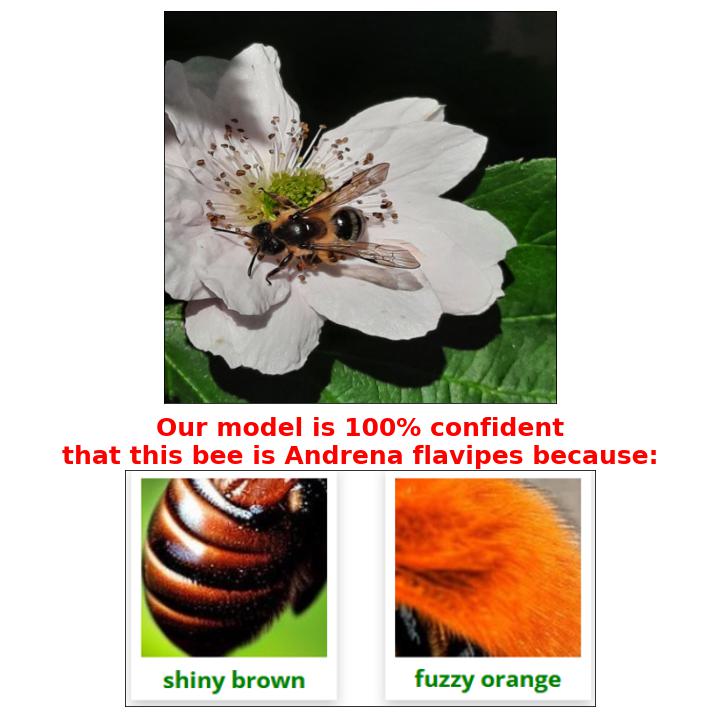 Our model is 100% confident
that this bee is Andrena flavipes because:
shiny brown
fuzzy orange